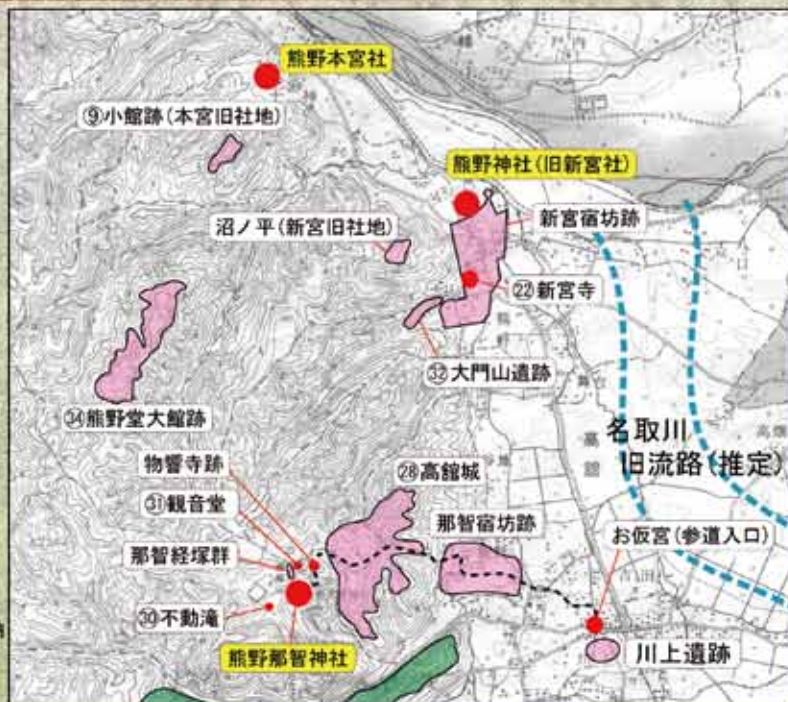 熊野本宮社
⑨小館跡(本宮旧社地)
熊野神社(旧新宮社)
沼ノ平(新宮旧社地)
新宮宿坊跡
㉒新宮寺
㉜大門山遺跡
㉞熊野堂大館跡
名取川
旧流路(推定)
高舘
物響寺跡
㉘高舘城
㉛観音堂
那智宿坊跡
お仮宮(参道入口)
那智経塚群
㉚不動滝
熊野那智神社
川上遺跡